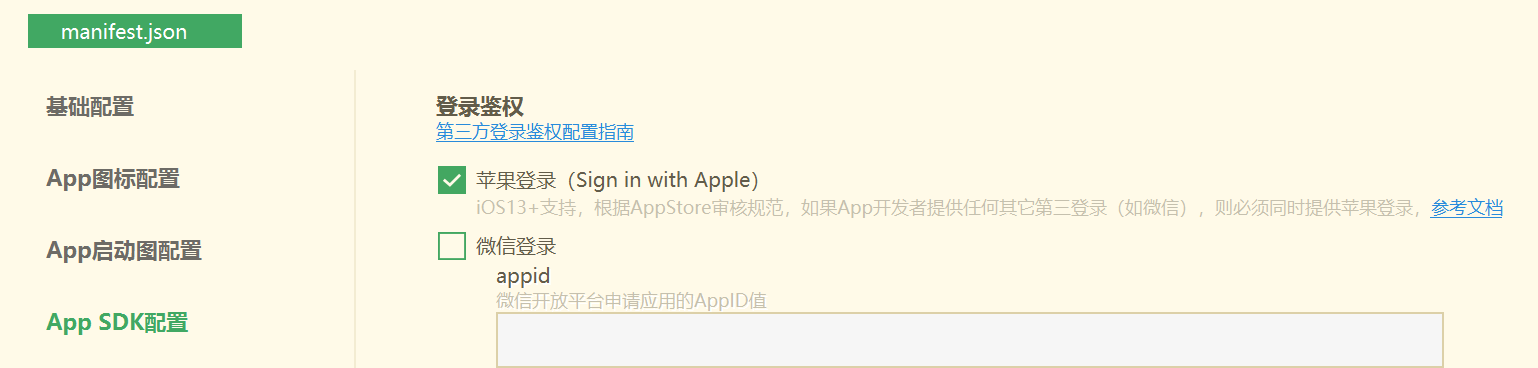 manifest.json
基础配置
App图标配置
App启动图配置
App SDK配置
登录鉴权
第三方登录鉴权配置指南
苹果登录（Sign in with Apple）
iOS13+支持，根据AppStore审核规范，如果App开发者提供任何其它第三登录（如微信），则必须同时提供苹果登录，参考文档
微信登录
appid
微信开放平台申请应用的AppID值